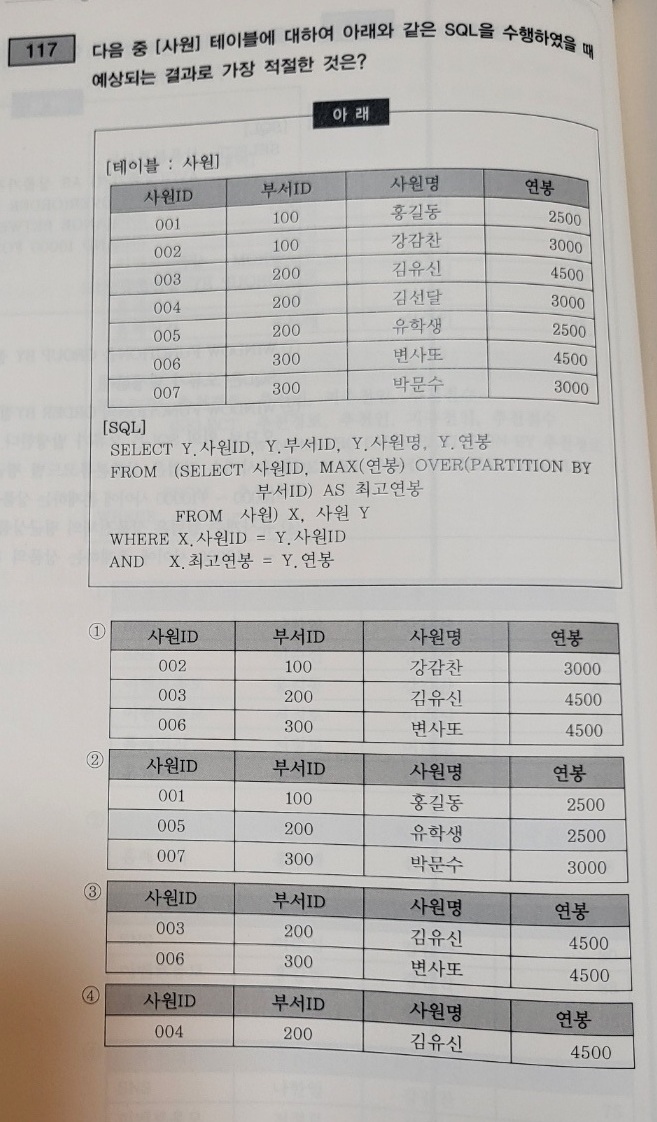 117
다음 중 [사원] 테이블에 대하여 아래와 같은 SQL을 수행하였을 때
예상되는 결과로 가장 적절한 것은?
아 래
[테이블 : 사원]
사원ID 부서ID 사원명 연봉
001 100 홍길동 2500
002 100 강감찬 3000
003 200 김유신 4500
004 200 김선달 3000
005 200 유학생 2500
006 300 변사또 4500
007 300 박문수 3000
[SQL]
SELECT Y.사원ID, Y.부서ID, Y.사원명, Y.연봉
FROM (SELECT 사원ID, MAX(연봉) OVER(PARTITION BY
부서ID) AS 최고연봉
FROM 사원) X, 사원 Y
WHERE X.사원ID = Y.사원ID
AND X.최고연봉 = Y.연봉
① 사원ID 부서ID 사원명 연봉
002 100 강감찬 3000
003 200 김유신 4500
006 300 변사또 4500
② 사원ID 부서ID 사원명 연봉
001 100 홍길동 2500
005 200 유학생 2500
007 300 박문수 3000
③ 사원ID 부서ID 사원명 연봉
003 200 김유신 4500
006 300 변사또 4500
④ 사원ID 부서ID 사원명 연봉
004 200 김유신 4500